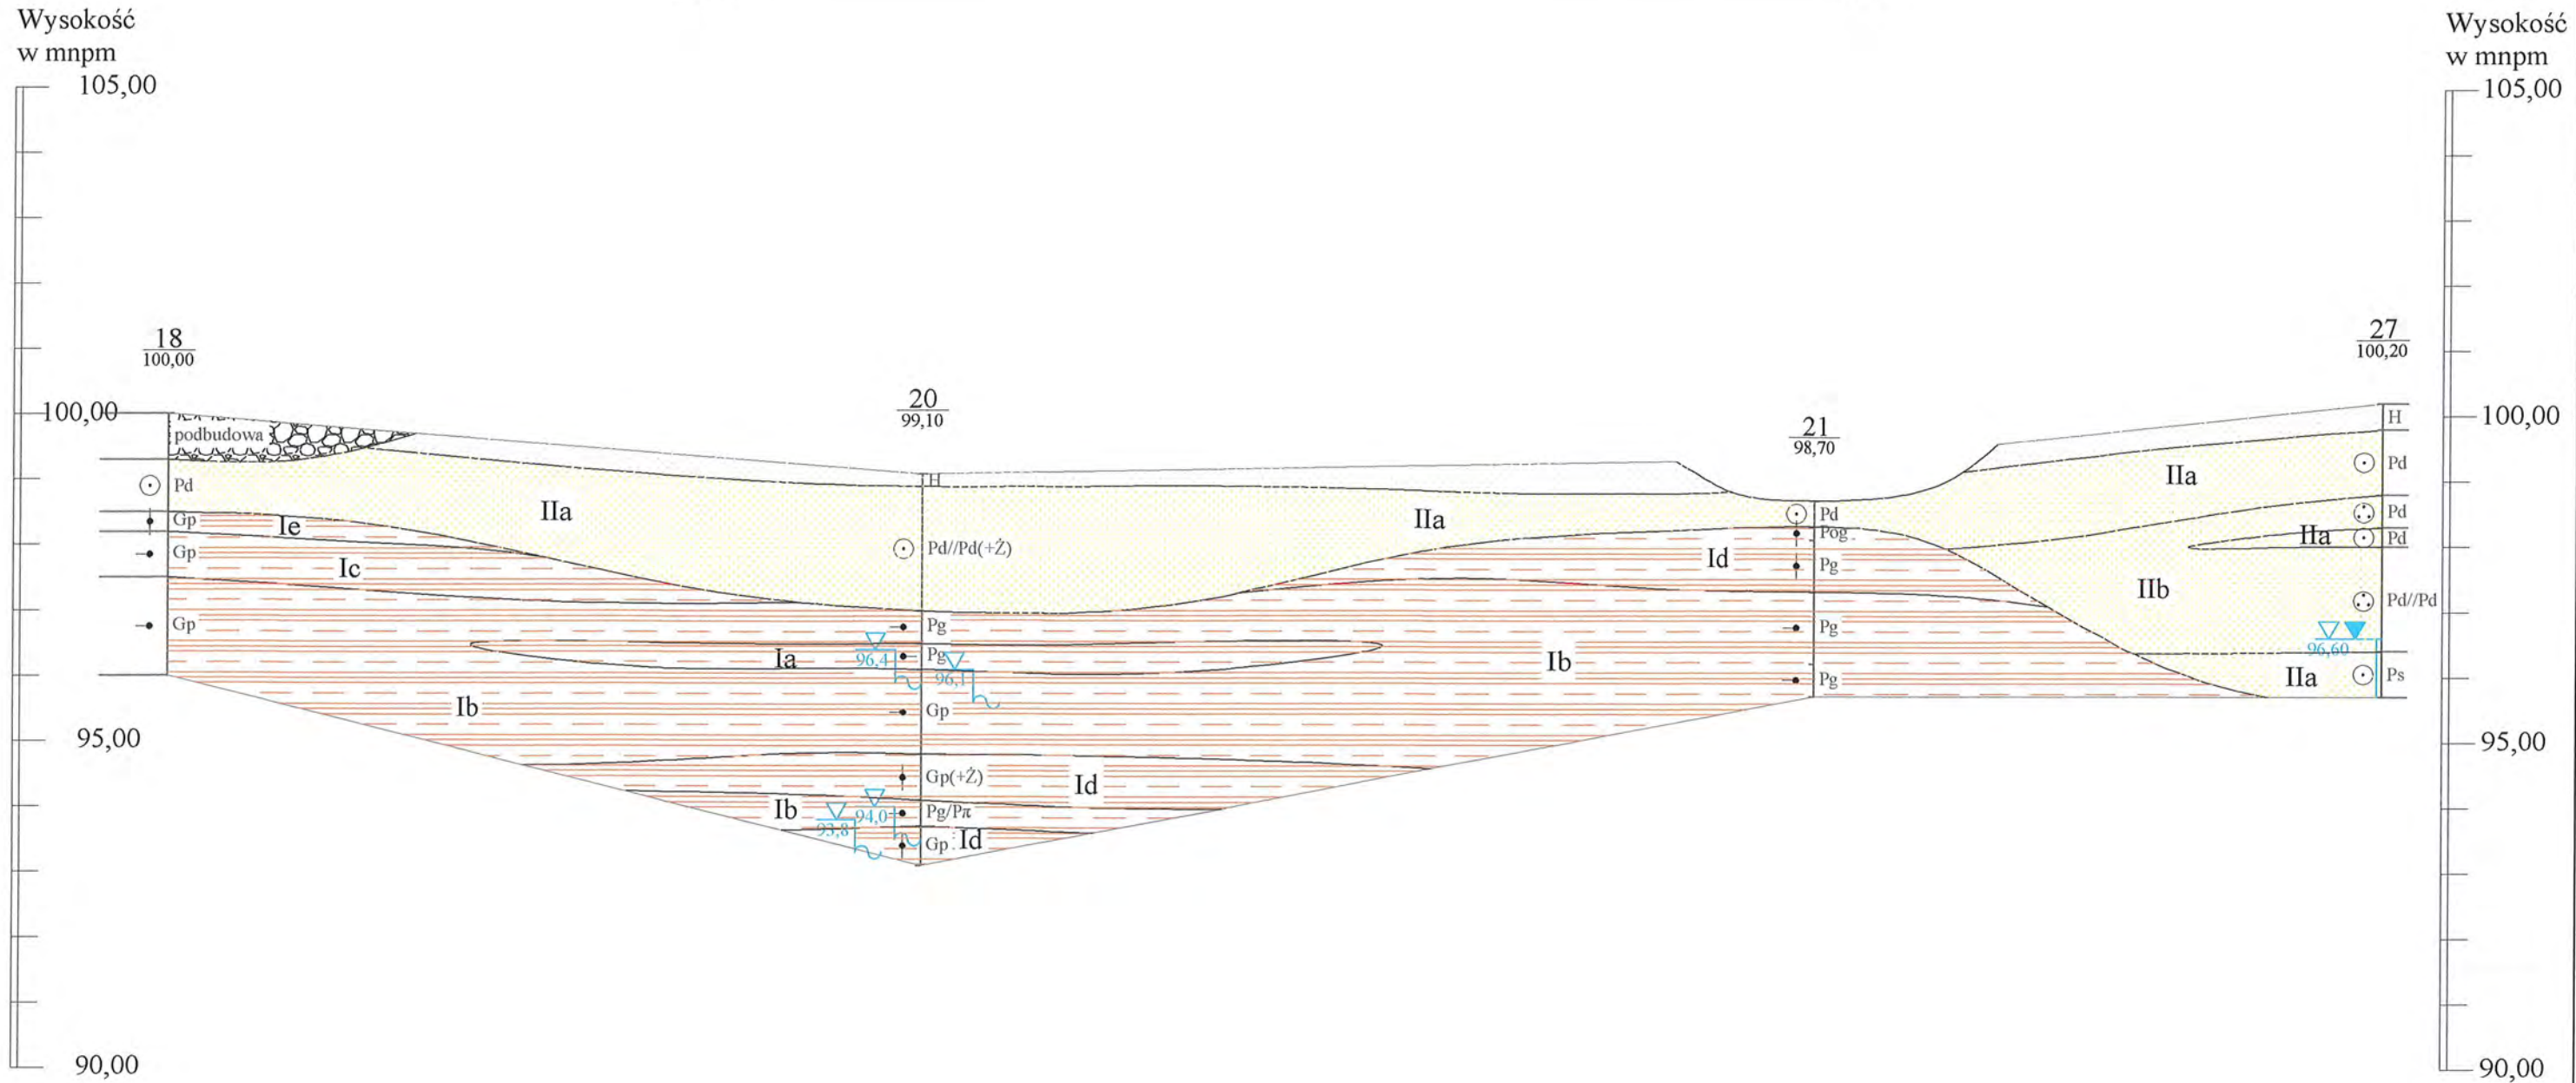 Wysokość
w mnpm
105,00
100,00
95,00
90,00
Wysokość
w mnpm
105,00
100,00
95,00
90,00
18
100,00
podbudowa
Pd
Gp
Gp
Gp
Ie
Ic
IIa
Ib
20
99,10
H
Pd//Pd(+Ż)
Pg
Pg
Gp
Gp(+Ż)
Pg/Pπ
Gp
Ia
96,4
96,1
Id
Ib
93,8
94,0
Id
IIa
Ib
21
98,70
Pd
Pog
Pg
Pg
Pg
Id
27
100,20
H
Pd
Pd
Pd
Pd//Pd
Ps
IIa
IIa
IIb
96,60
IIa